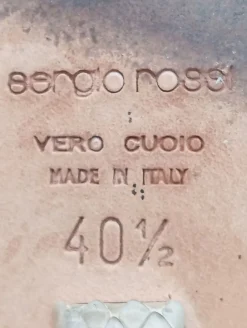 sergio rossi
VERO CUOIO
MADE IN ITALY
40½